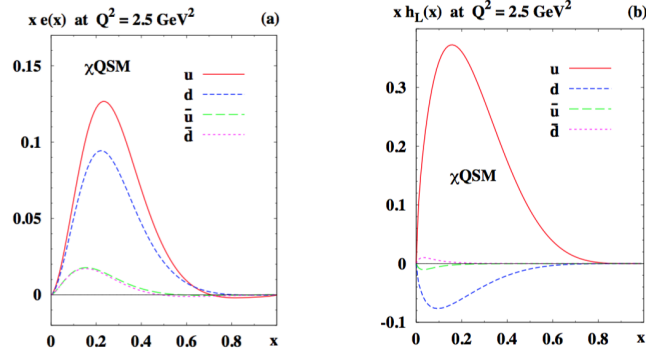 x e(x) at Q² = 2.5 GeV² (a)
0.15
0.1
0.05
0
χQSM
u
d
ū
d̄
0 0.2 0.4 0.6 0.8 x
x h_L(x) at Q² = 2.5 GeV² (b)
0.3
0.2
0.1
0
-0.1
u
d
ū
d̄
χQSM
0 0.2 0.4 0.6 0.8 x